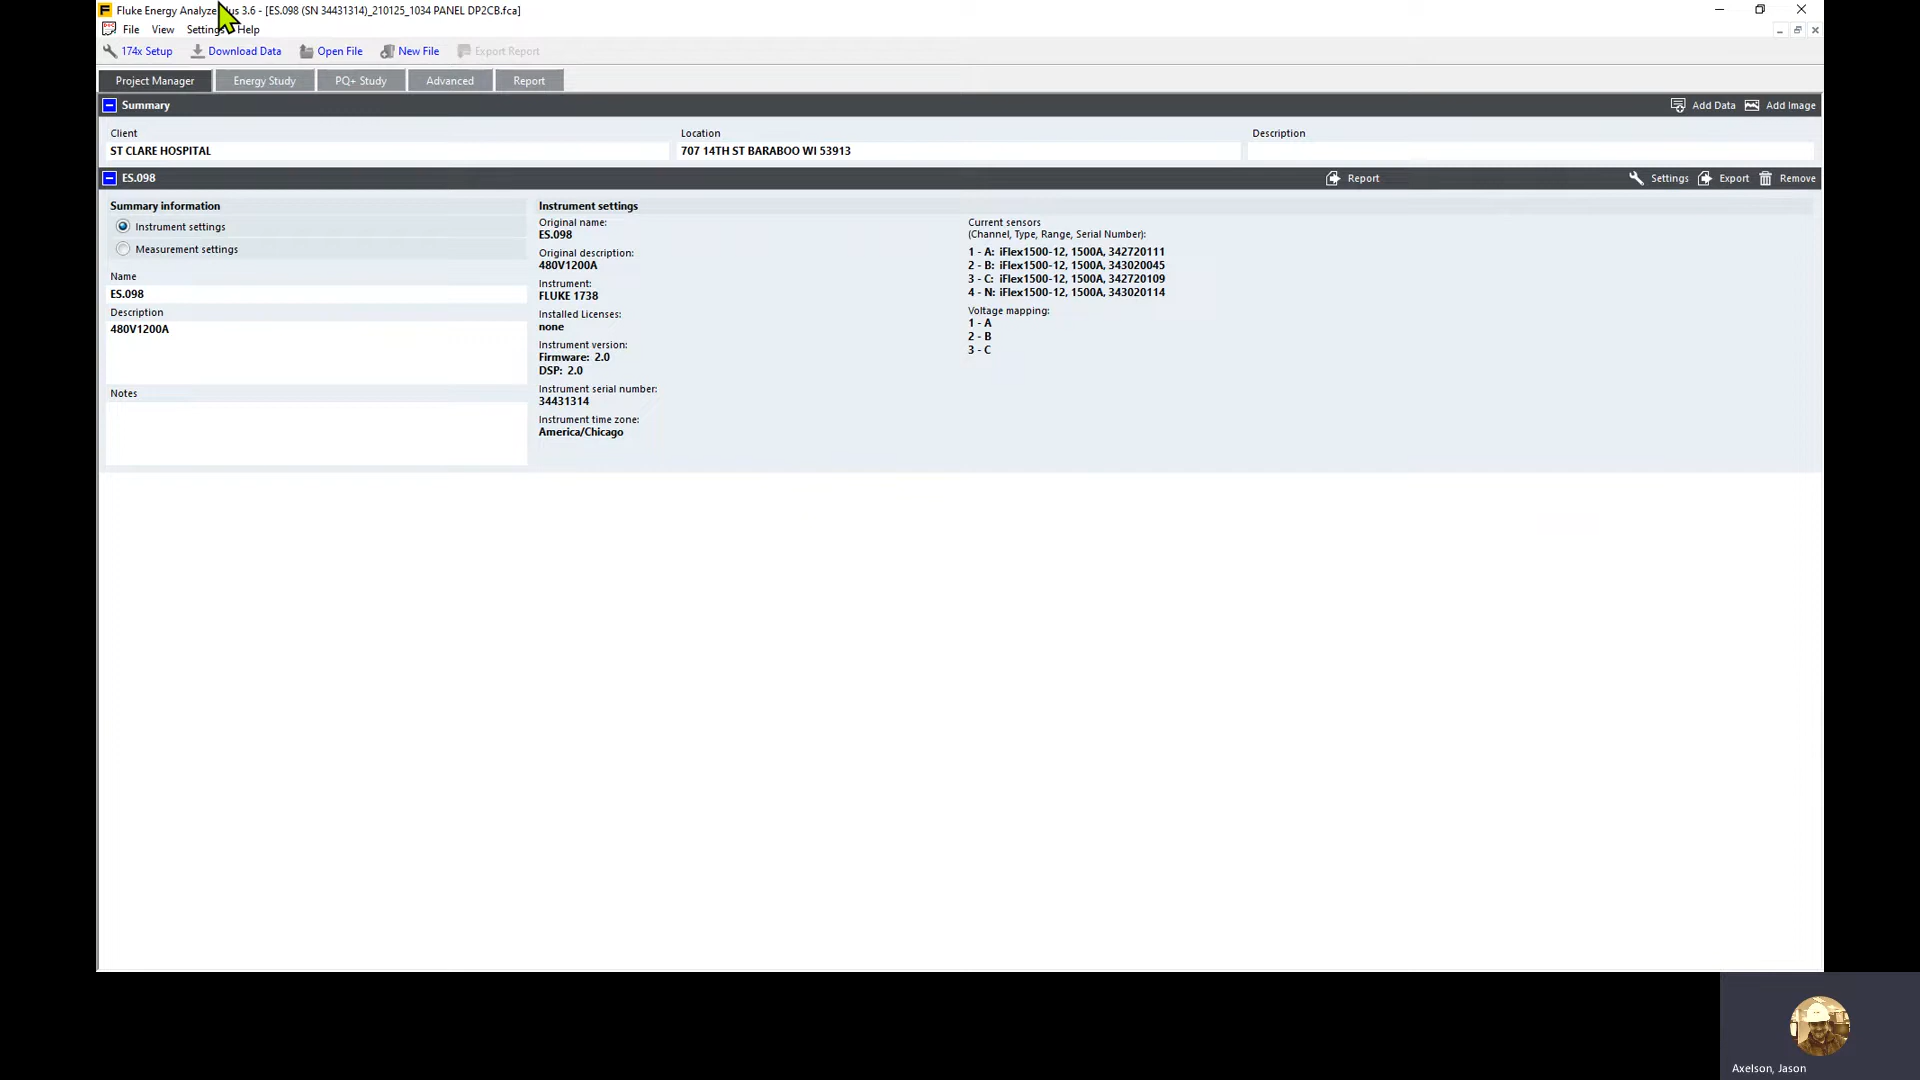 Fluke Energy Analyze lus 3.6 - [ES.098 (SN 34431314)_210125_1034 PANEL DP2CB.fca]
File View Settings Help
174x Setup Download Data Open File New File Export Report
Project Manager Energy Study PQ+ Study Advanced Report
Summary Add Data Add Image
Client Location Description
ST CLARE HOSPITAL 707 14TH ST BARABOO WI 53913
ES.098 Report Settings Export Remove
Summary information
Instrument settings
Measurement settings
Name
ES.098
Description
480V1200A
Notes
Instrument settings
Original name:
ES.098
Original description:
480V1200A
Instrument:
FLUKE 1738
Installed Licenses:
none
Instrument version:
Firmware: 2.0
DSP: 2.0
Instrument serial number:
34431314
Instrument time zone:
America/Chicago
Current sensors
(Channel, Type, Range, Serial Number):
1 - A: iFlex1500-12, 1500A, 342720111
2 - B: iFlex1500-12, 1500A, 343020045
3 - C: iFlex1500-12, 1500A, 342720109
4 - N: iFlex1500-12, 1500A, 343020114
Voltage mapping:
1 - A
2 - B
3 - C
Axelson, Jason